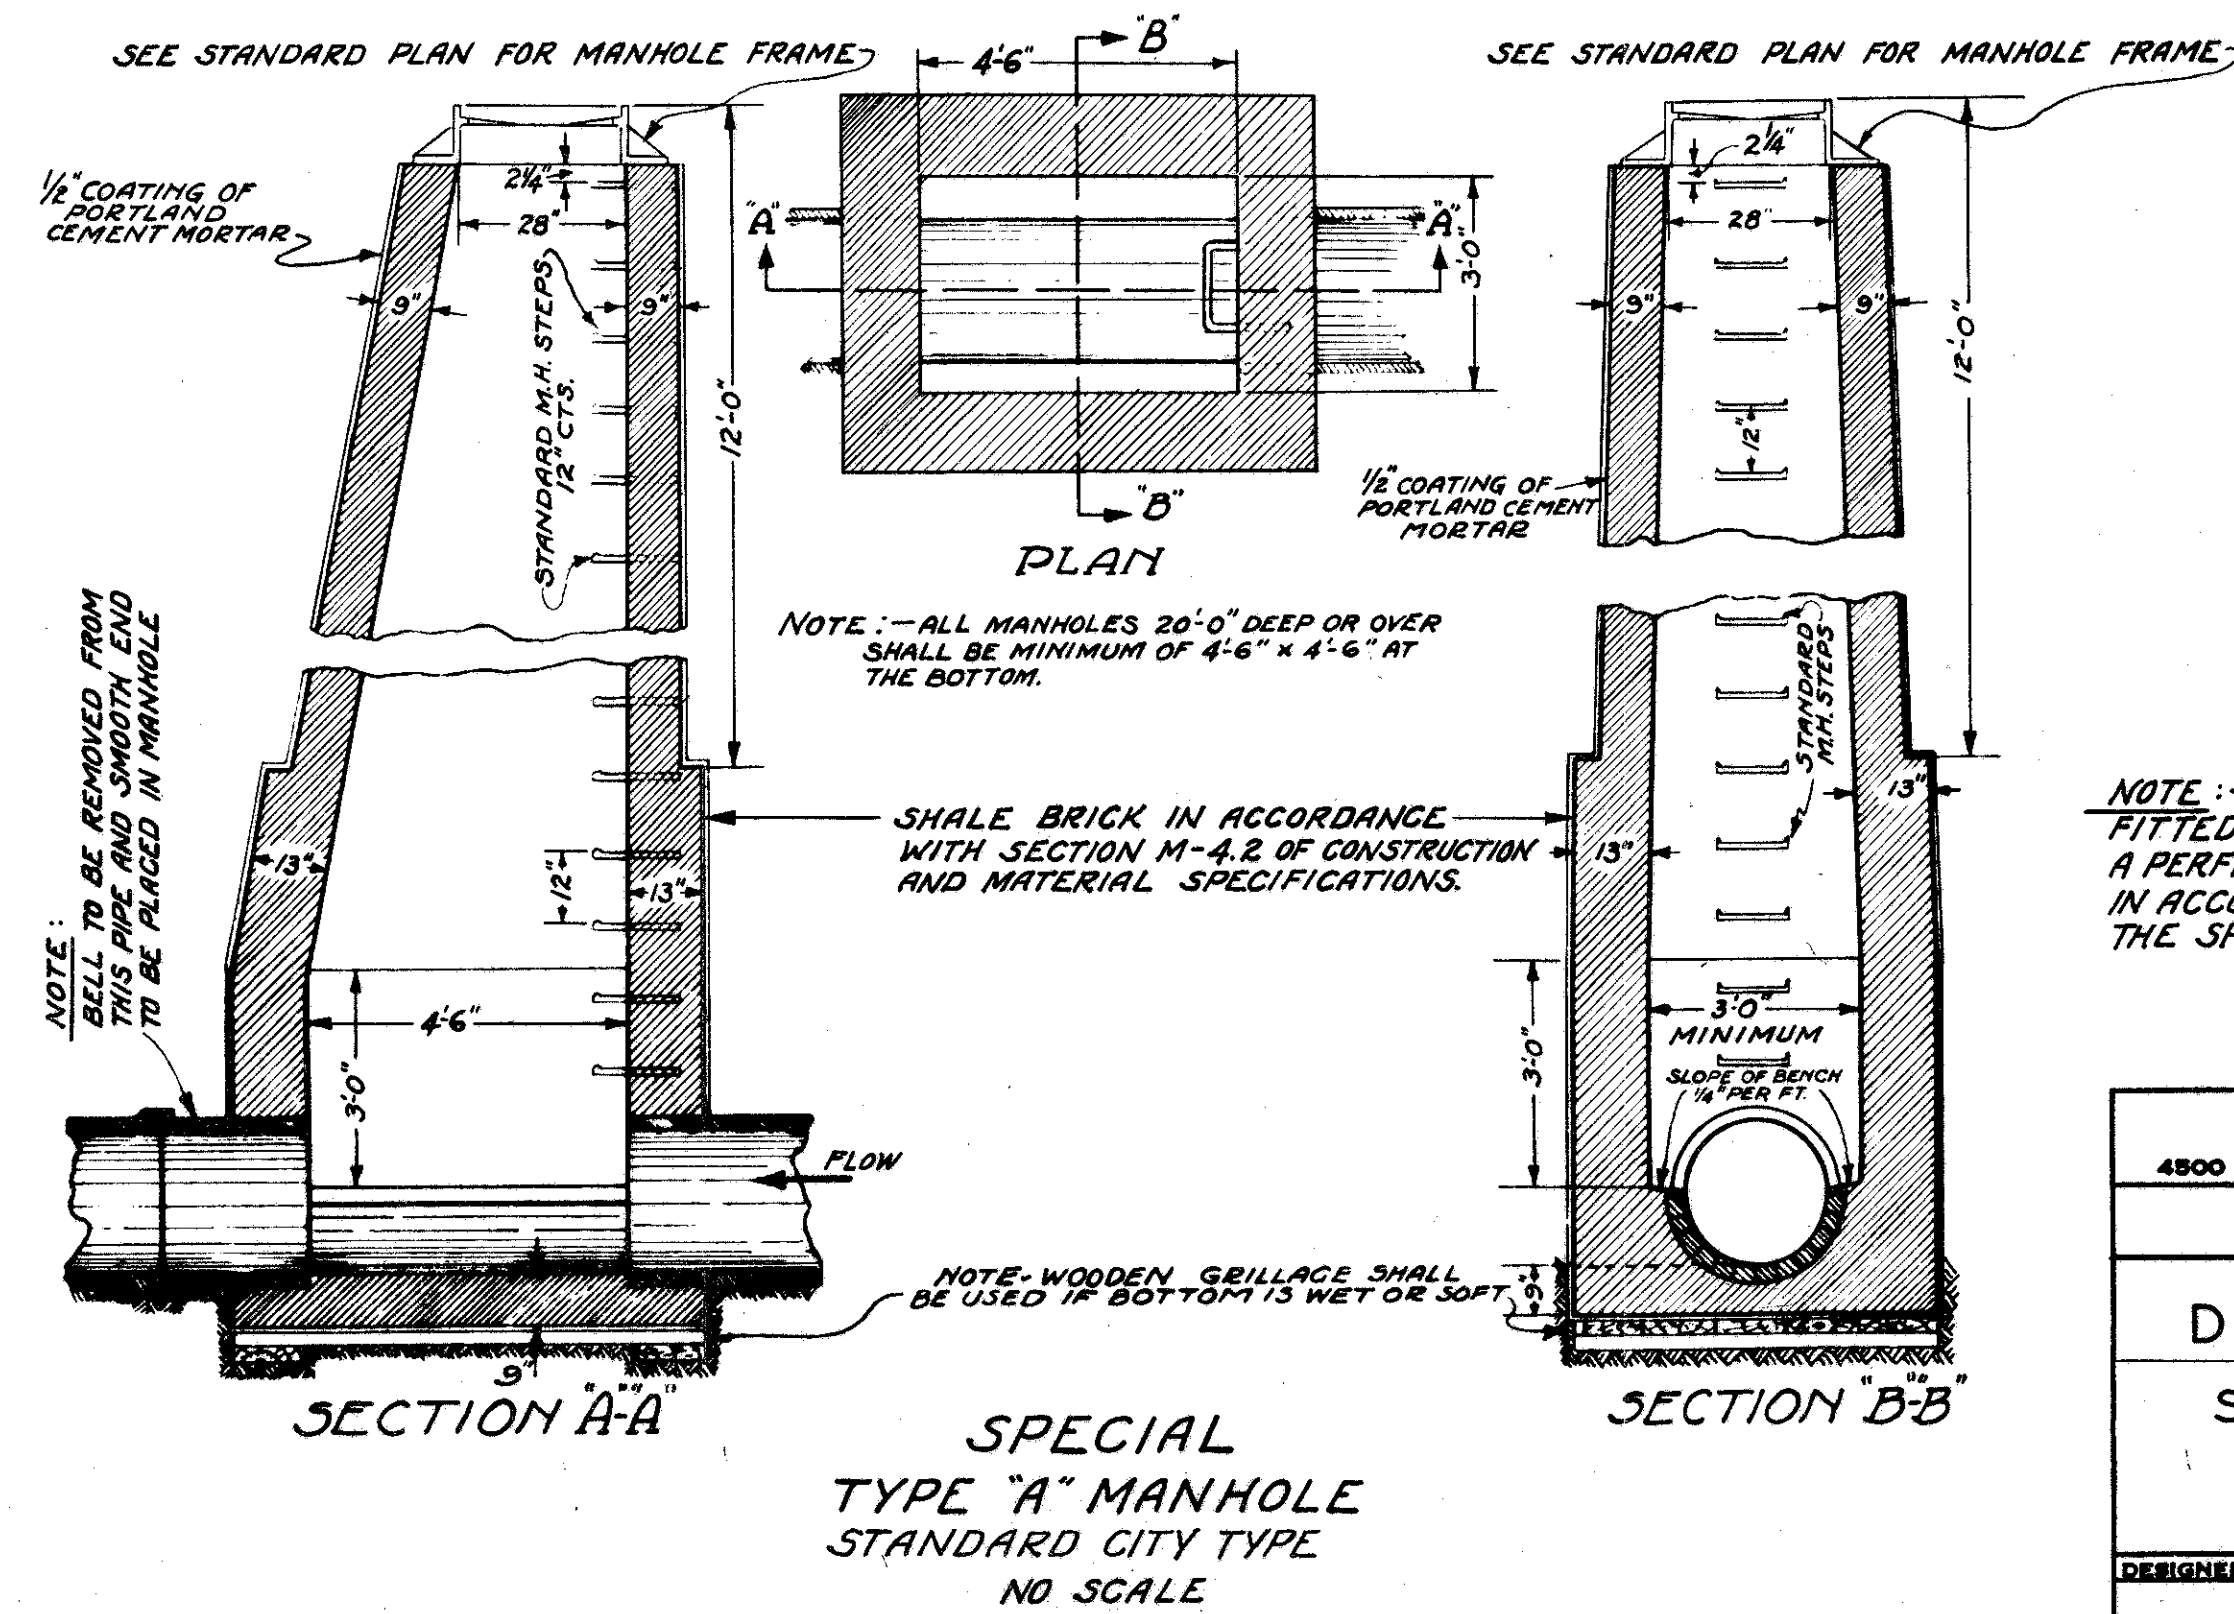 SEE STANDARD PLAN FOR MANHOLE FRAME
1/2" COATING OF
PORTLAND
CEMENT MORTAR
2 1/4"
28"
9"
9"
STANDARD M.H. STEPS
12" CTS.
12'-0"
NOTE:
BELL TO BE REMOVED FROM
THIS PIPE AND SMOOTH END
TO BE PLACED IN MANHOLE
13"
12"
13"
4'-6"
3'-0"
FLOW
9"
SECTION "A"-"A"
"B"
4'-6"
"A"
"A"
3'-0"
"B"
PLAN
NOTE:—ALL MANHOLES 20'-0" DEEP OR OVER
SHALL BE MINIMUM OF 4'-6" x 4'-6" AT
THE BOTTOM.
SHALE BRICK IN ACCORDANCE
WITH SECTION M-4.2 OF CONSTRUCTION
AND MATERIAL SPECIFICATIONS.
NOTE- WOODEN GRILLAGE SHALL
BE USED IF BOTTOM IS WET OR SOFT
SPECIAL
TYPE "A" MANHOLE
STANDARD CITY TYPE
NO SCALE
SEE STANDARD PLAN FOR MANHOLE FRAME
2 1/4"
28"
9"
9"
12"
12'-0"
1/2" COATING OF
PORTLAND CEMENT
MORTAR
STANDARD
M.H. STEPS
13"
13"
3'-0"
MINIMUM
3'-0"
SLOPE OF BENCH
1/4" PER FT.
9"
SECTION "B"-"B"
NOTE:-
FITTED
A PERF
IN ACCO
THE SP
4500
D
S
DESIGNE